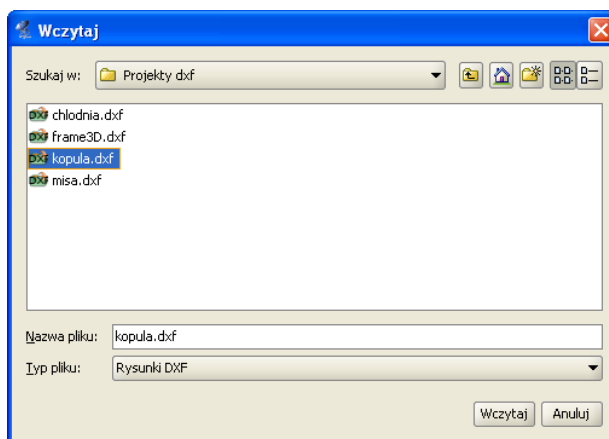 Wczytaj
Szukaj w: Projekty dxf
chlodnia.dxf
frame3D.dxf
kopula.dxf
misa.dxf
Nazwa pliku: kopula.dxf
Typ pliku: Rysunki DXF
Wczytaj Anuluj